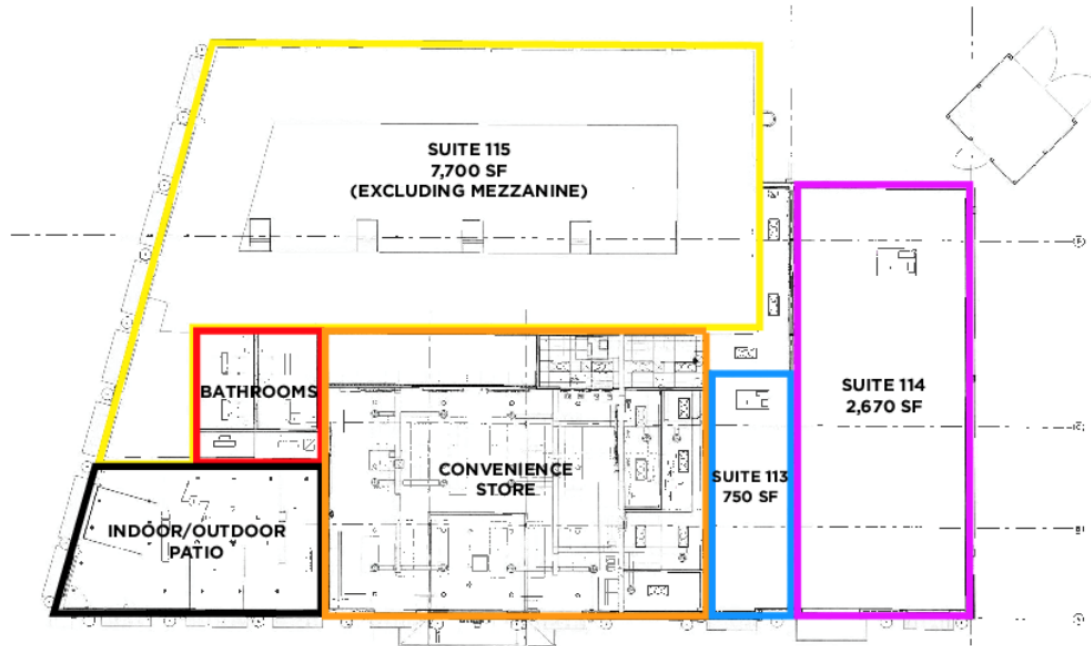 SUITE 115
7,700 SF
(EXCLUDING MEZZANINE)
BATHROOMS
SUITE 114
2,670 SF
CONVENIENCE
STORE
SUITE 113
750 SF
INDOOR/OUTDOOR
PATIO